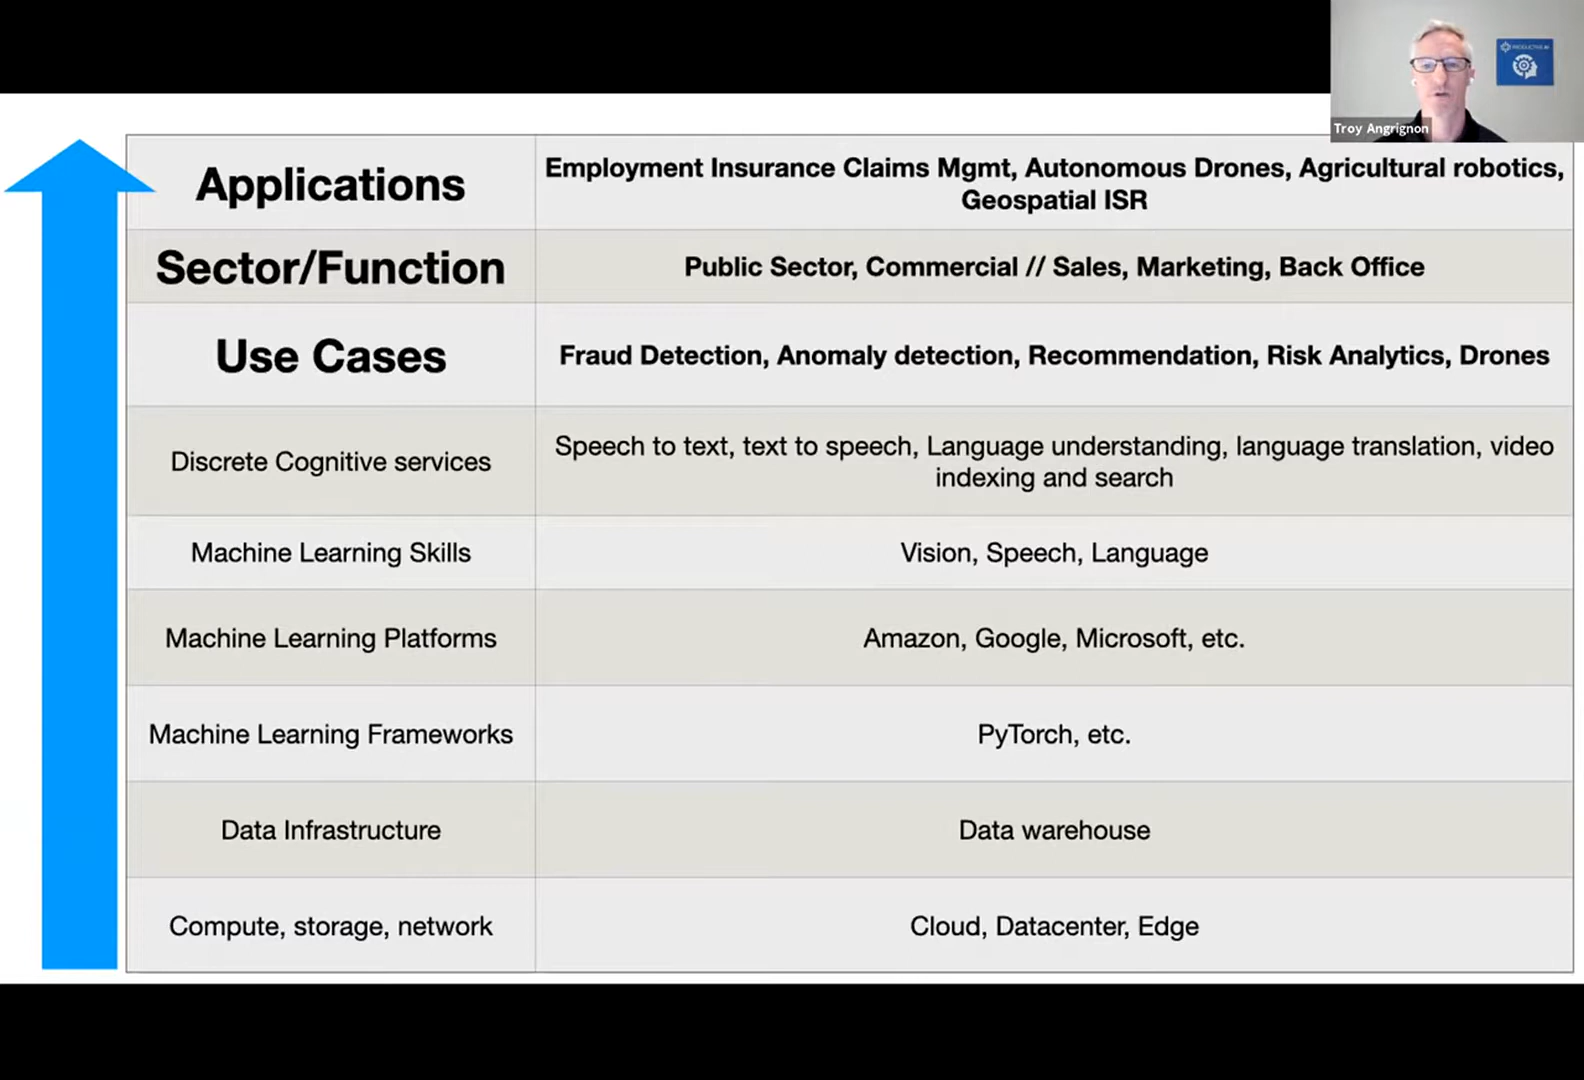 PRODUCTIVE AI
Troy Angrignon
Applications
Employment Insurance Claims Mgmt, Autonomous Drones, Agricultural robotics,
Geospatial ISR
Sector/Function
Public Sector, Commercial // Sales, Marketing, Back Office
Use Cases
Fraud Detection, Anomaly detection, Recommendation, Risk Analytics, Drones
Discrete Cognitive services
Speech to text, text to speech, Language understanding, language translation, video
indexing and search
Machine Learning Skills
Vision, Speech, Language
Machine Learning Platforms
Amazon, Google, Microsoft, etc.
Machine Learning Frameworks
PyTorch, etc.
Data Infrastructure
Data warehouse
Compute, storage, network
Cloud, Datacenter, Edge